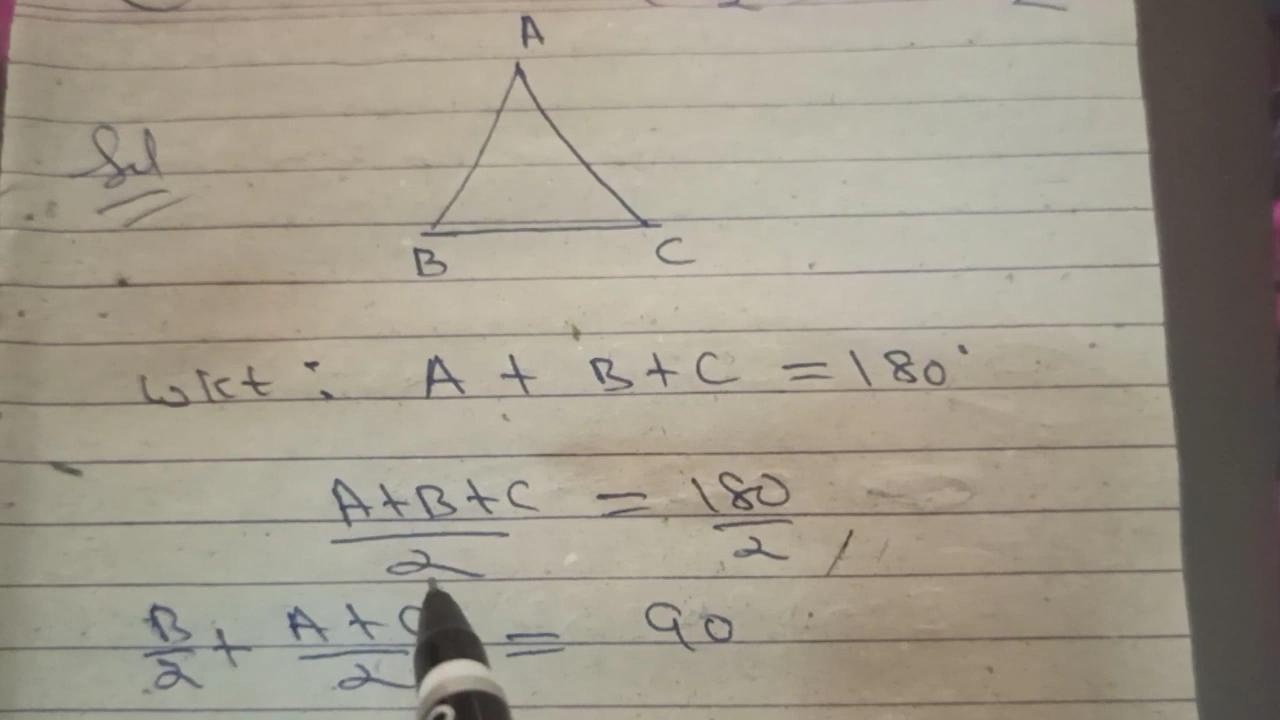 A
Sol
B C
WKT : A + B + C = 180°
A+B+C/2 = 180/2 /
B/2 + A+C/2 = 90